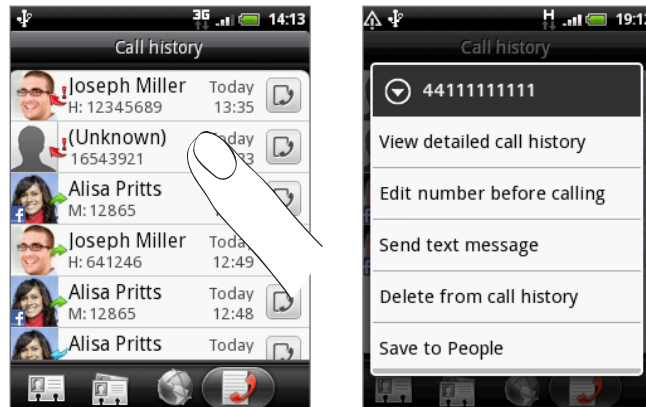 3G 14:13
Call history
Joseph Miller Today
H: 12345689 13:35
(Unknown)
16543921
Alisa Pritts
M: 12865
Joseph Miller
H: 641246 12:49
Alisa Pritts Today
M: 12865 12:48
Alisa Pritts Today
H
Call history
44111111111
View detailed call history
Edit number before calling
Send text message
Delete from call history
Save to People